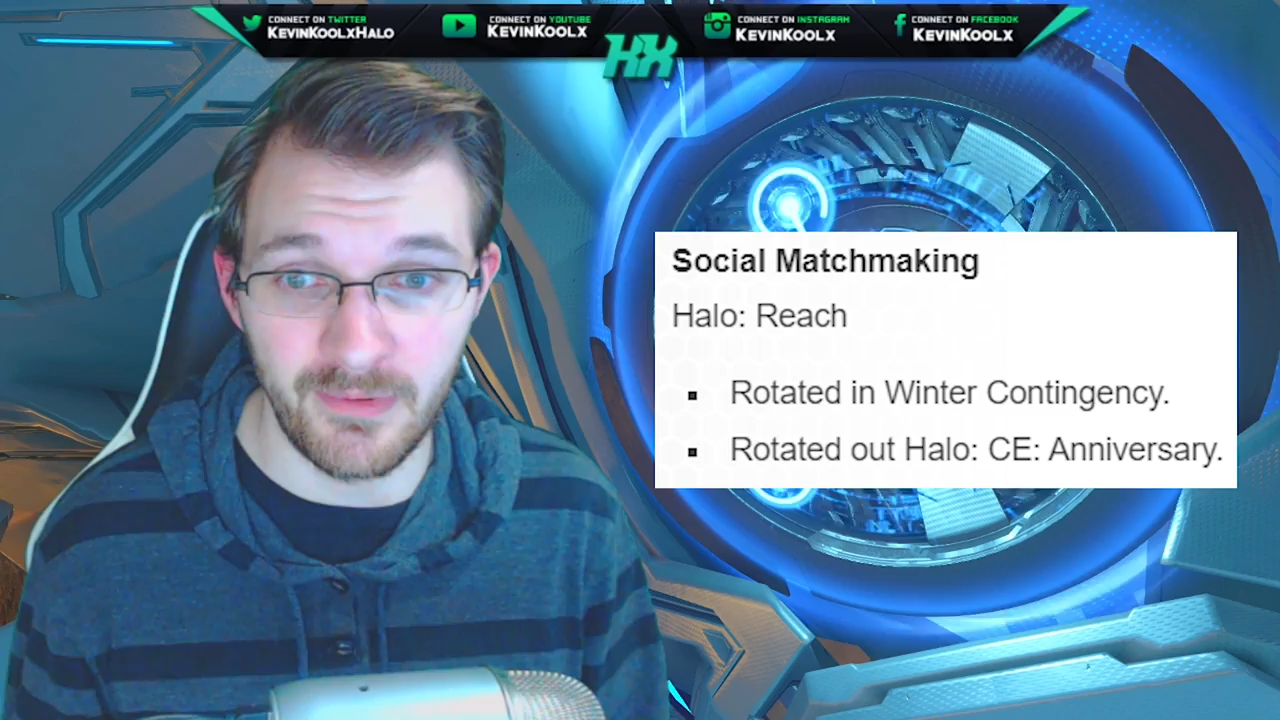 CONNECT ON TWITTER
KEVINKOOLXHALO
CONNECT ON YOUTUBE
KEVINKOOLX
CONNECT ON INSTAGRAM
KEVINKOOLX
CONNECT ON FACEBOOK
KEVINKOOLX
KX
Social Matchmaking
Halo: Reach
▪ Rotated in Winter Contingency.
▪ Rotated out Halo: CE: Anniversary.